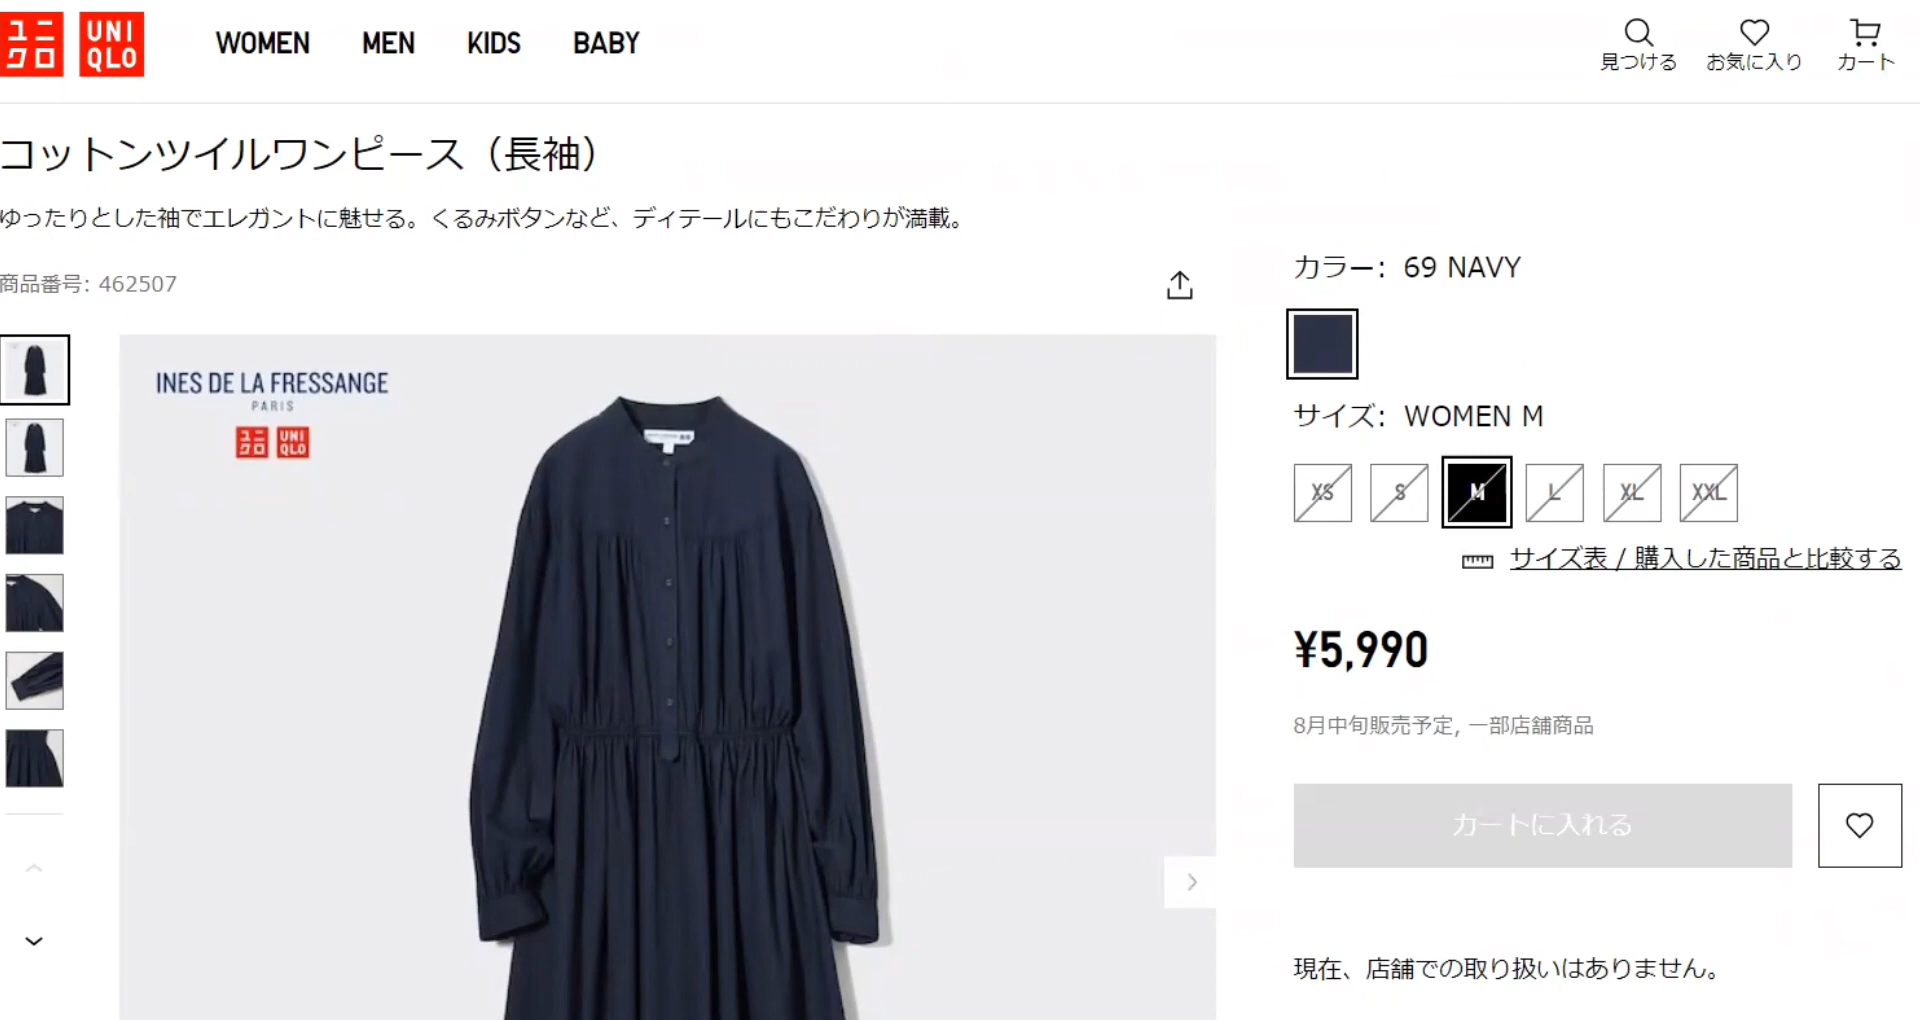 ユニ
クロ
UNI
QLO
WOMEN
MEN
KIDS
BABY
見つける
お気に入り
カート
コットンツイルワンピース（長袖）
ゆったりとした袖でエレガントに魅せる。くるみボタンなど、ディテールにもこだわりが満載。
商品番号: 462507
INES DE LA FRESSANGE
PARIS
ユニ
クロ
UNI
QLO
カラー: 69 NAVY
サイズ: WOMEN M
XS
S
M
L
XL
XXL
サイズ表 / 購入した商品と比較する
¥5,990
8月中旬販売予定, 一部店舗商品
カートに入れる
現在、店舗での取り扱いはありません。